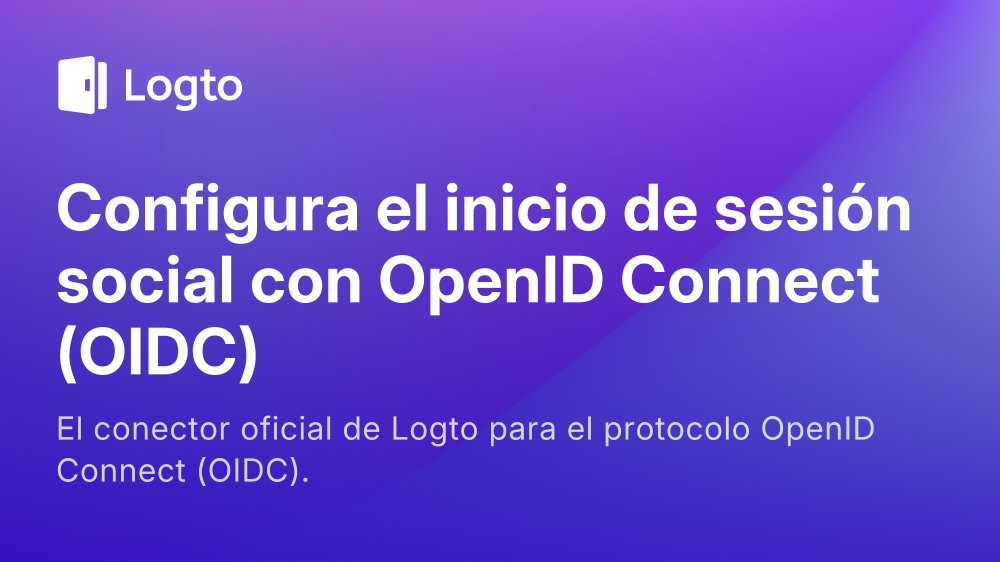 Logto
Configura el inicio de sesión
social con OpenID Connect
(OIDC)
El conector oficial de Logto para el protocolo OpenID
Connect (OIDC).